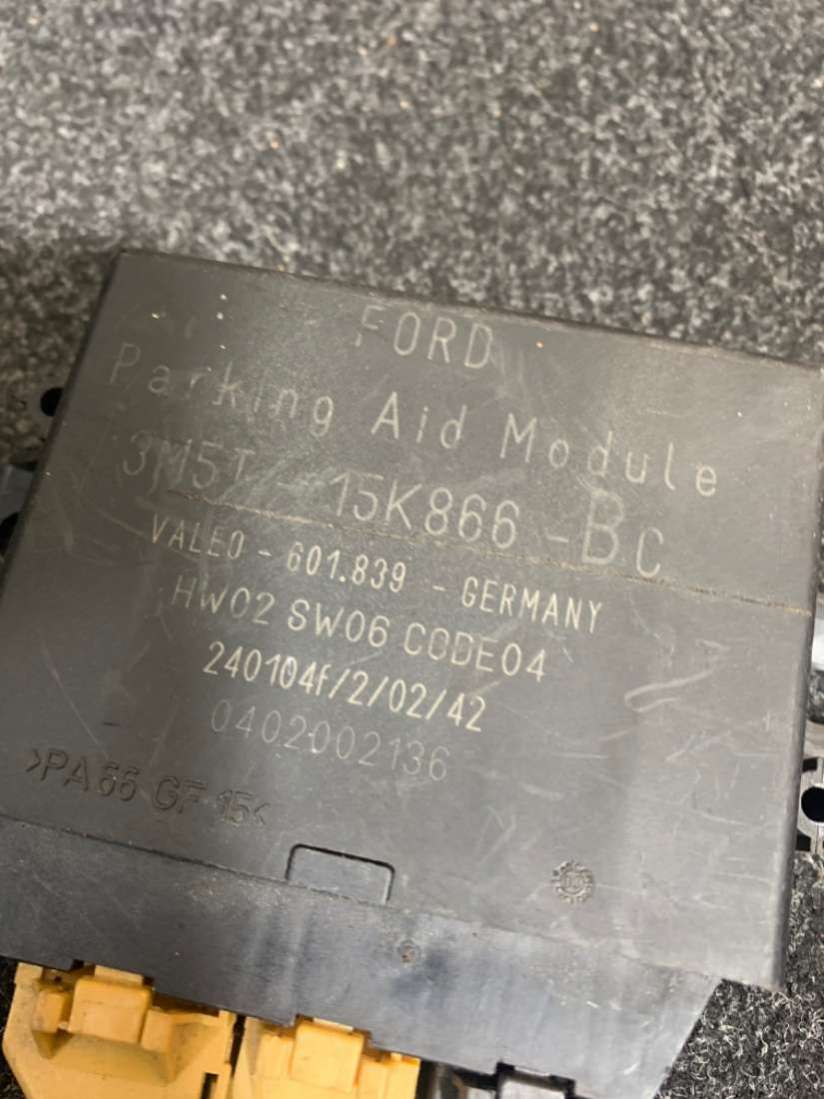 FORD
Parking Aid Module
3M5T - 15K866 - BC
VALEO - 601.839 - GERMANY
HW02 SW06 CODE04
240104f/2/02/42
0402002136
>PA66 GF 15<